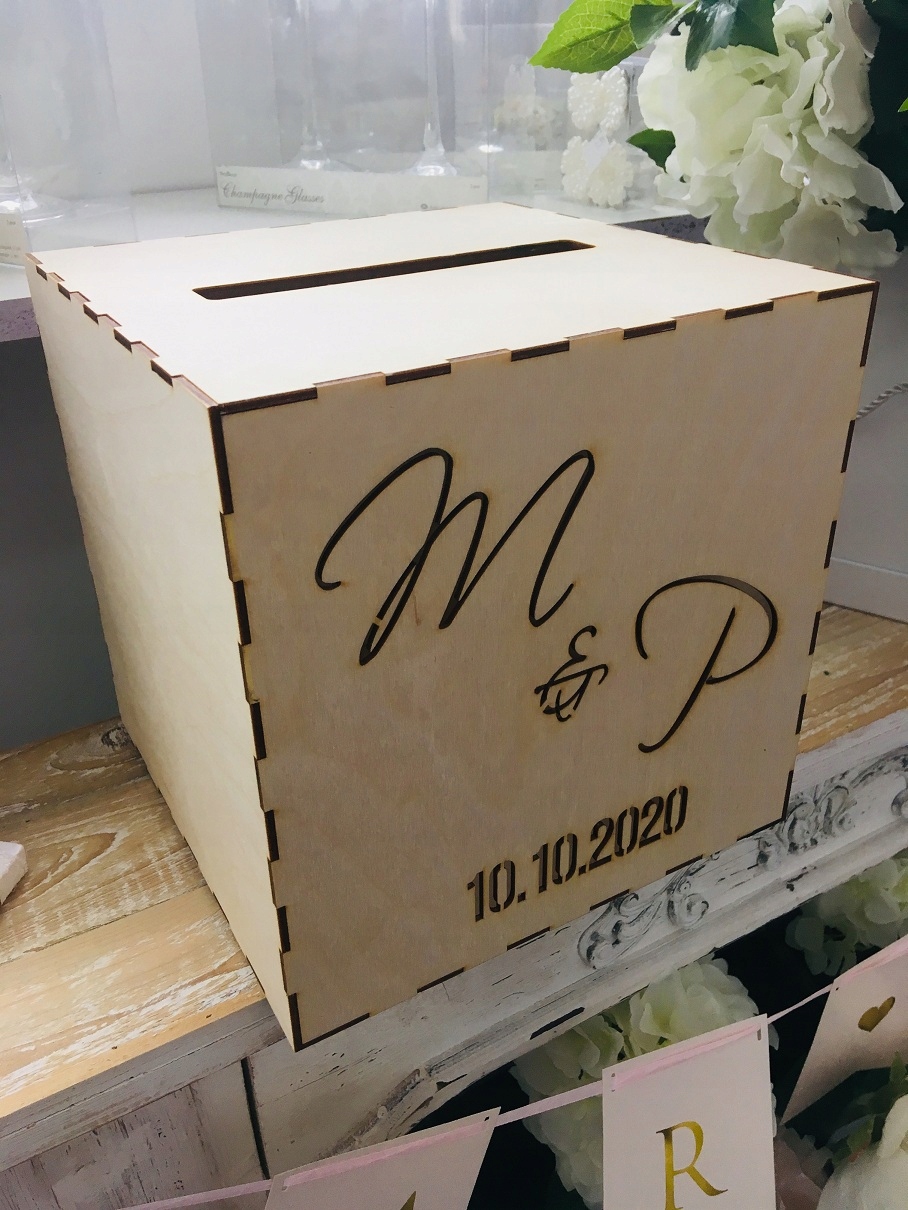 Champagne Glasses
M
& P
10.10.2020
R